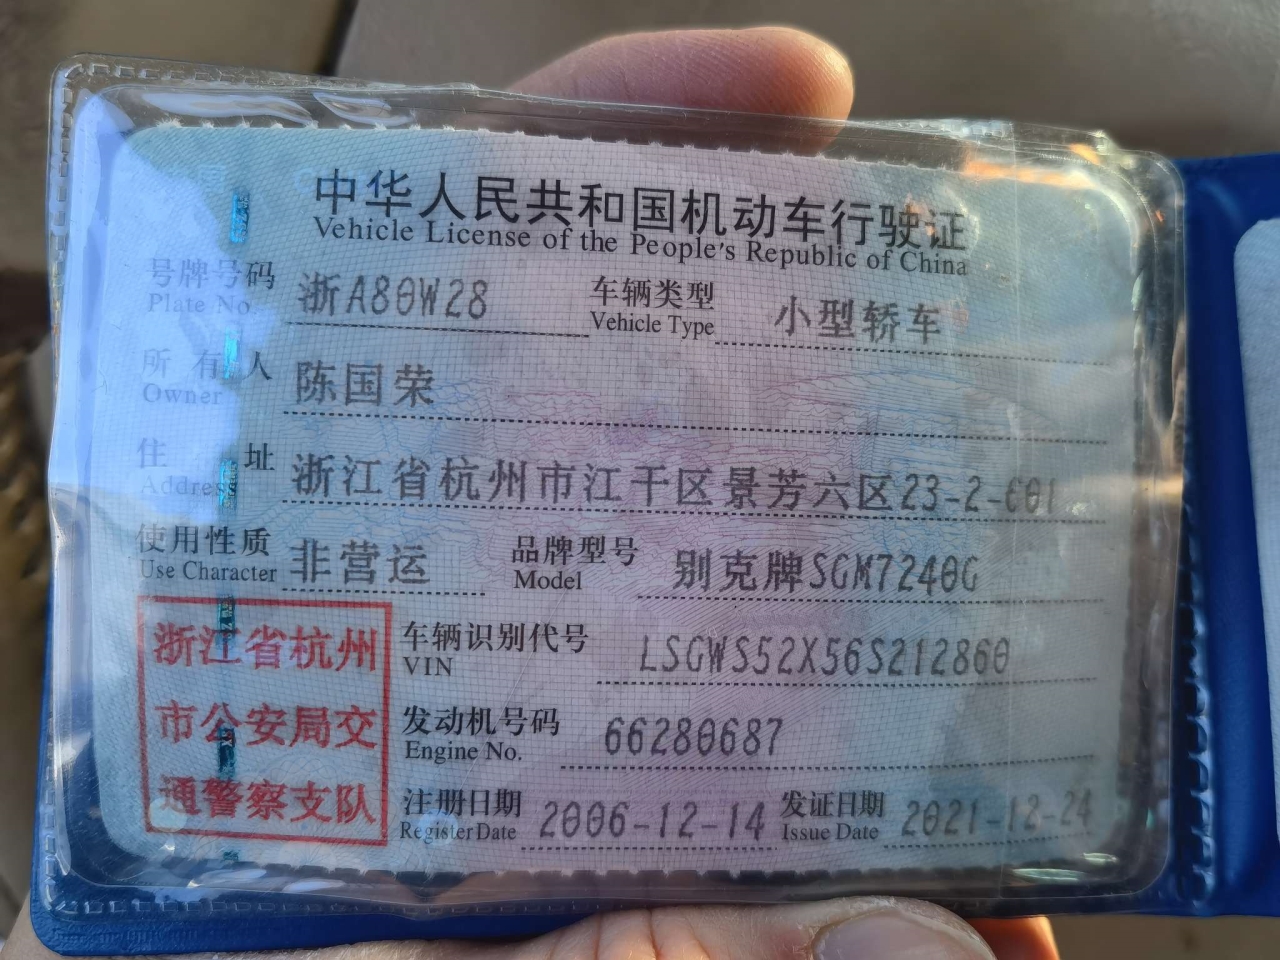 中华人民共和国机动车行驶证
Vehicle License of the People's Republic of China
号牌号码 浙A80W28 车辆类型 小型轿车
Plate No. Vehicle Type
所有人 陈国荣
Owner
住址 浙江省杭州市江干区景芳六区23-2-601
Address
使用性质 非营运 品牌型号 别克牌SGM7240G
Use Character Model
浙江省杭州
市公安局交
通警察支队
车辆识别代号 LSGWS52X56S212860
VIN
发动机号码 66280687
Engine No.
注册日期 2006-12-14 发证日期 2021-12-24
Register Date Issue Date